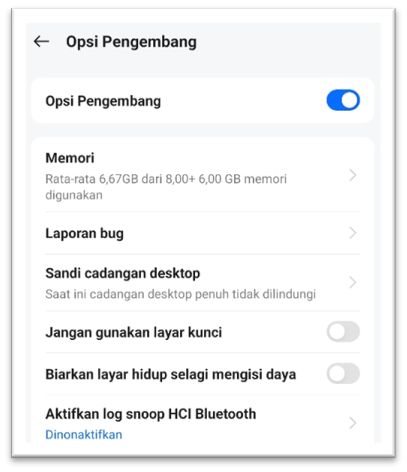 Opsi Pengembang
Opsi Pengembang
Memori
Rata-rata 6,67GB dari 8,00+ 6,00 GB memori
digunakan
Laporan bug
Sandi cadangan desktop
Saat ini cadangan desktop penuh tidak dilindungi
Jangan gunakan layar kunci
Biarkan layar hidup selagi mengisi daya
Aktifkan log snoop HCI Bluetooth
Dinonaktifkan